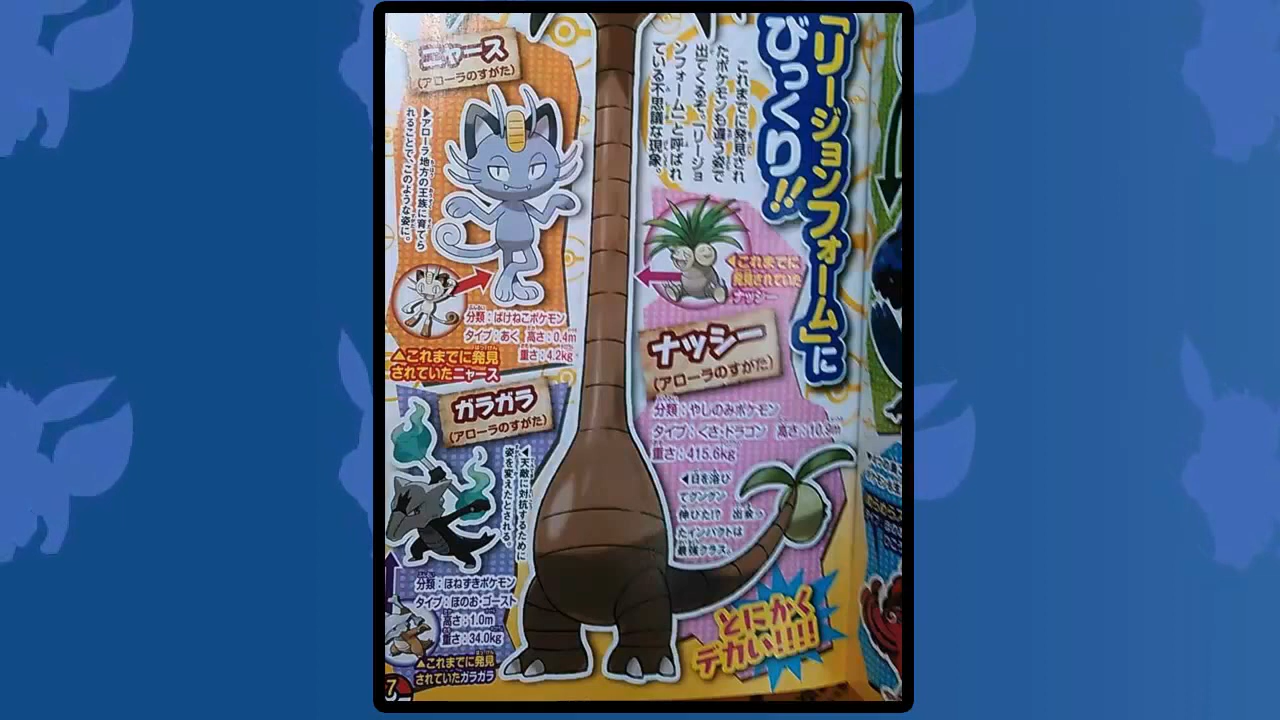 「リージョンフォーム」に
びっくり!!
これまでに発見され
たポケモンも違う姿で
出てくるぞ。「リージョ
ンフォーム」と呼ばれ
ている不思議な現象。
ニャース
(アローラのすがた)
▶アローラ地方の王族に育てら
れることで、このような姿に。
分類:ばけねこポケモン
タイプ:あく 高さ:0.4m
重さ:4.2kg
▲これまでに発見
されていたニャース
◀これまでに
発見されていた
ナッシー
ナッシー
(アローラのすがた)
分類:やしのみポケモン
タイプ:くさ・ドラゴン 高さ:10.9m
重さ:415.6kg
◀日を浴び
てグングン
伸びた!? 出会っ
たインパクトは
最強クラス。
とにかく
デカい!!!!
ガラガラ
(アローラのすがた)
◀天敵に対抗するために
姿を変えたとされる。
分類:ほねずきポケモン
タイプ:ほのお・ゴースト
高さ:1.0m
重さ:34.0kg
▲これまでに発見
されていたガラガラ
7